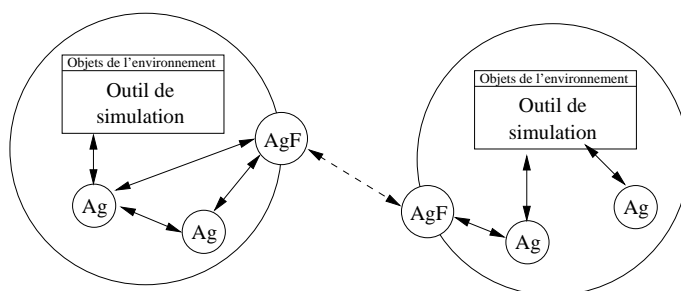 Objets de l'environnement
Outil de
simulation
AgF
Ag
Ag
Objets de l'environnement
Outil de
simulation
AgF
Ag
Ag